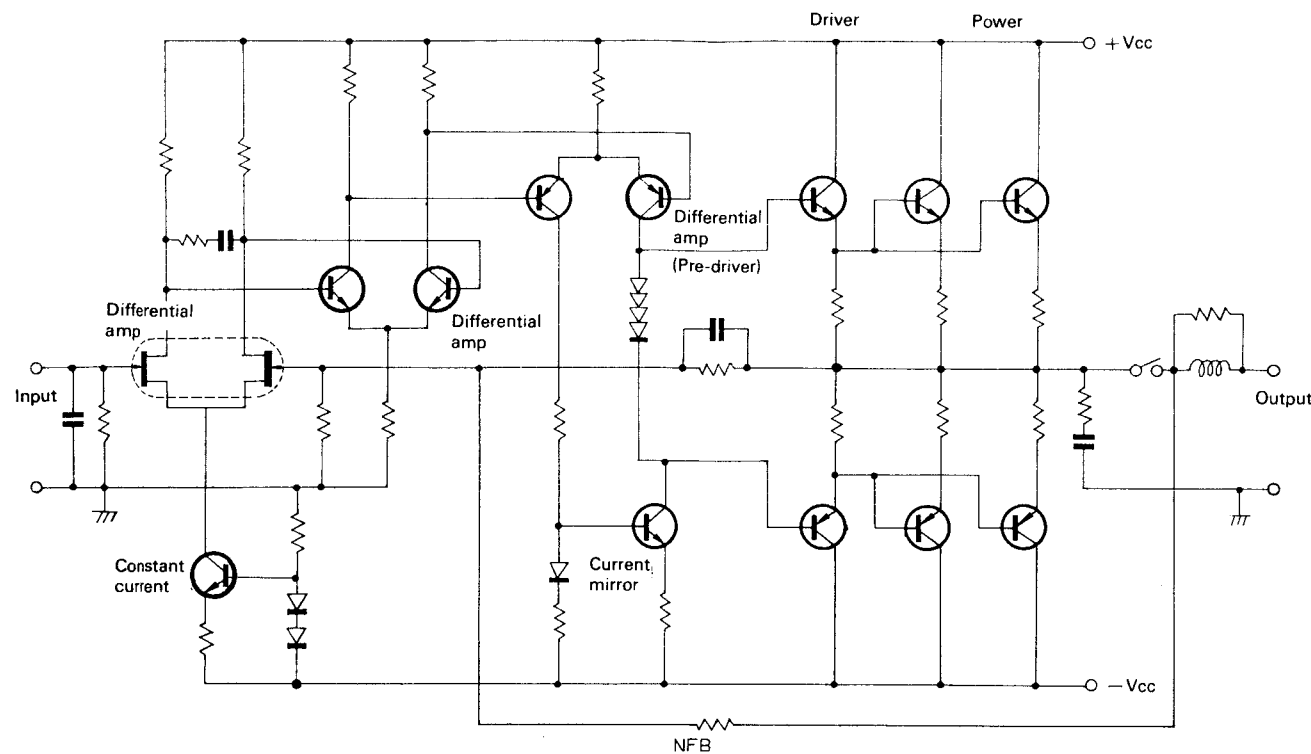 Driver
Power
+Vcc
Differential
amp
(Pre-driver)
Differential
amp
Differential
amp
Input
Output
Constant
current
Current
mirror
−Vcc
NFB